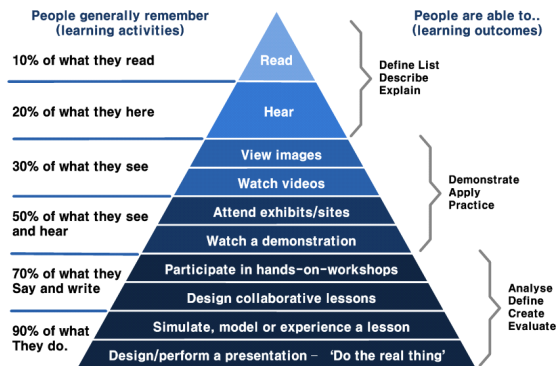 People generally remember
(learning activities)
People are able to..
(learning outcomes)
10% of what they read
Read
Define List
Describe
Explain
20% of what they here
Hear
30% of what they see
View images
Watch videos
Demonstrate
Apply
Practice
50% of what they see
and hear
Attend exhibits/sites
Watch a demonstration
70% of what they
Say and write
Participate in hands-on-workshops
Design collaborative lessons
Analyse
Define
Create
Evaluate
90% of what
They do.
Simulate, model or experience a lesson
Design/perform a presentation – ‘Do the real thing’